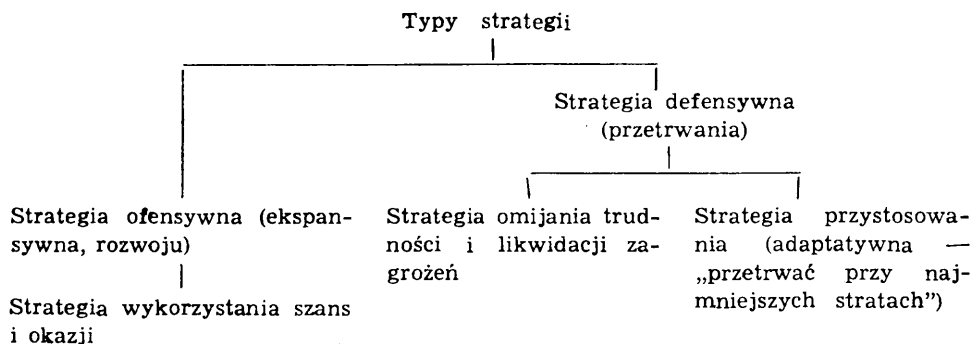 Typy strategii
Strategia defensywna
(przetrwania)
Strategia ofensywna (ekspan-
sywna, rozwoju)
Strategia wykorzystania szans
i okazji
Strategia omijania trud-
ności i likwidacji za-
grożeń
Strategia przystosowa-
nia (adaptatywna —
„przetrwać przy naj-
mniejszych stratach”)